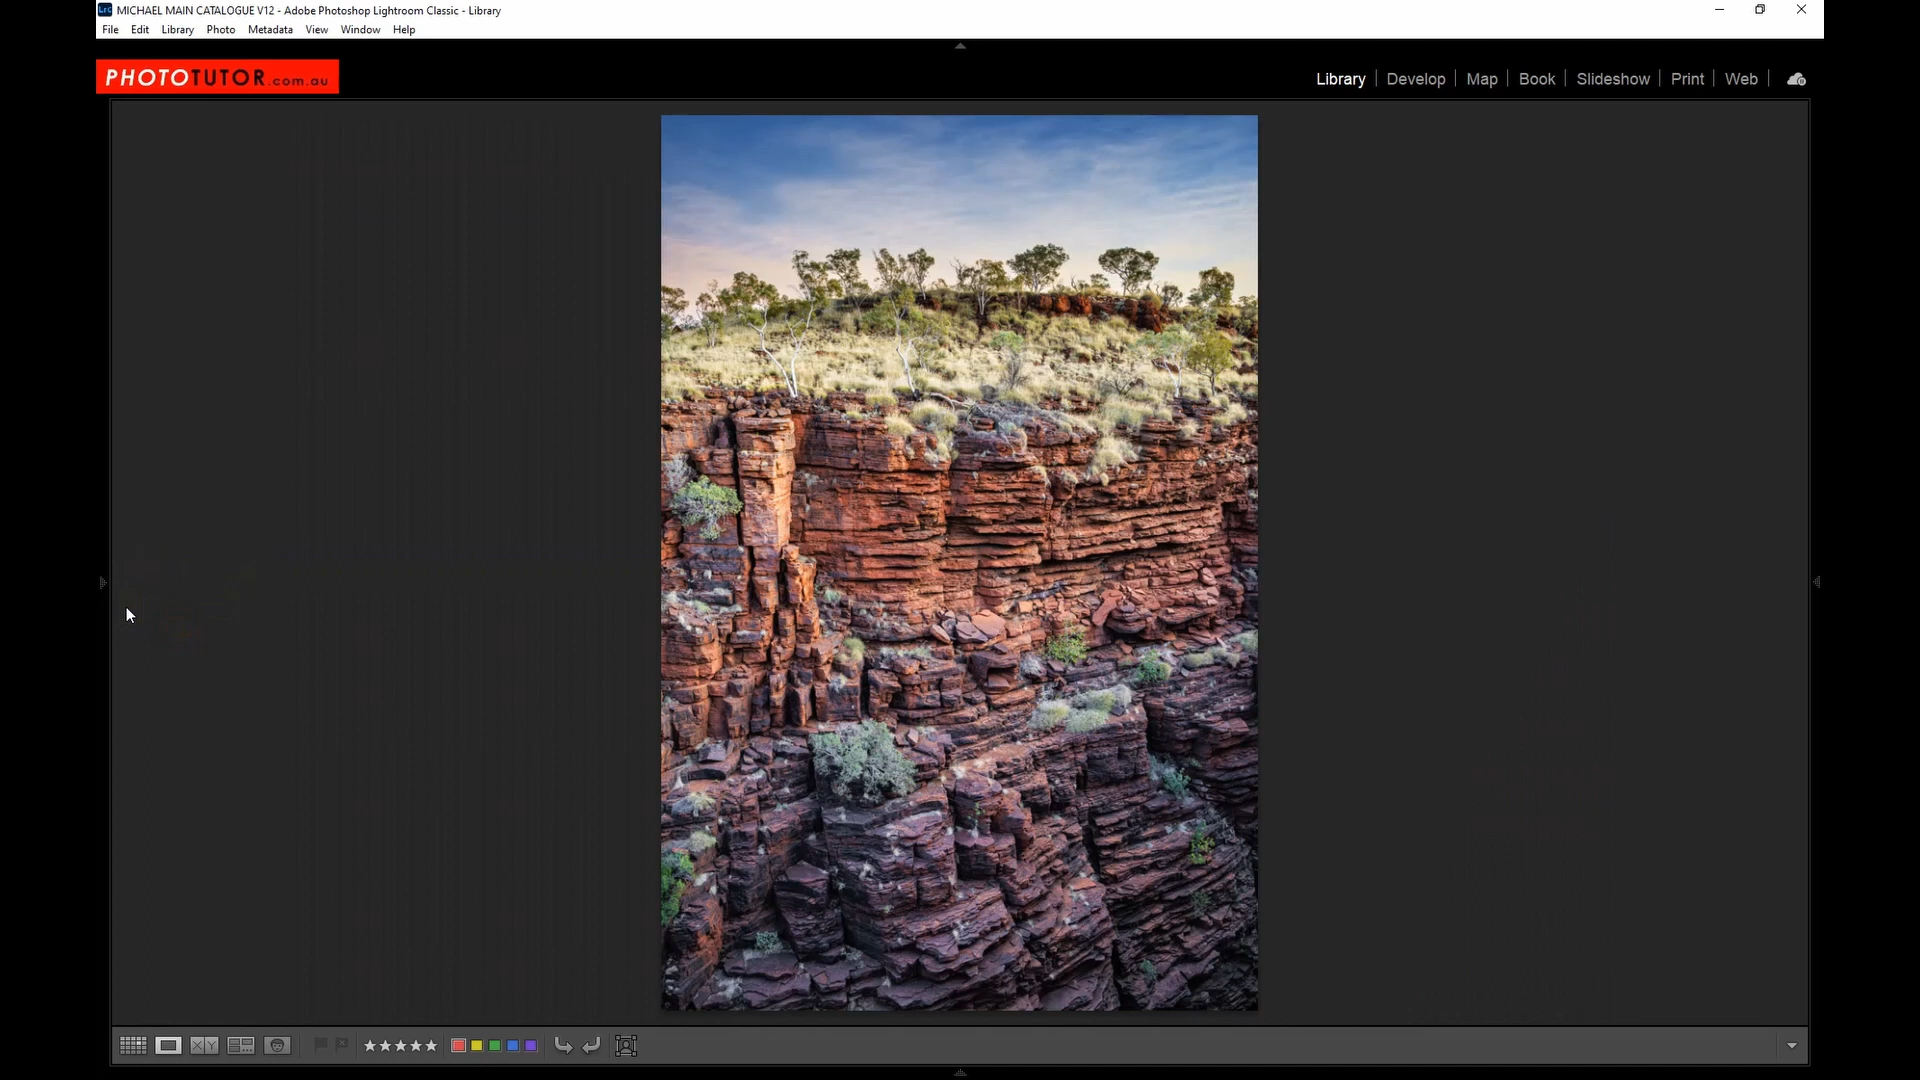 LrC MICHAEL MAIN CATALOGUE V12 - Adobe Photoshop Lightroom Classic - Library
File Edit Library Photo Metadata View Window Help
PHOTOTUTOR.com.au
Library Develop Map Book Slideshow Print Web
X Y